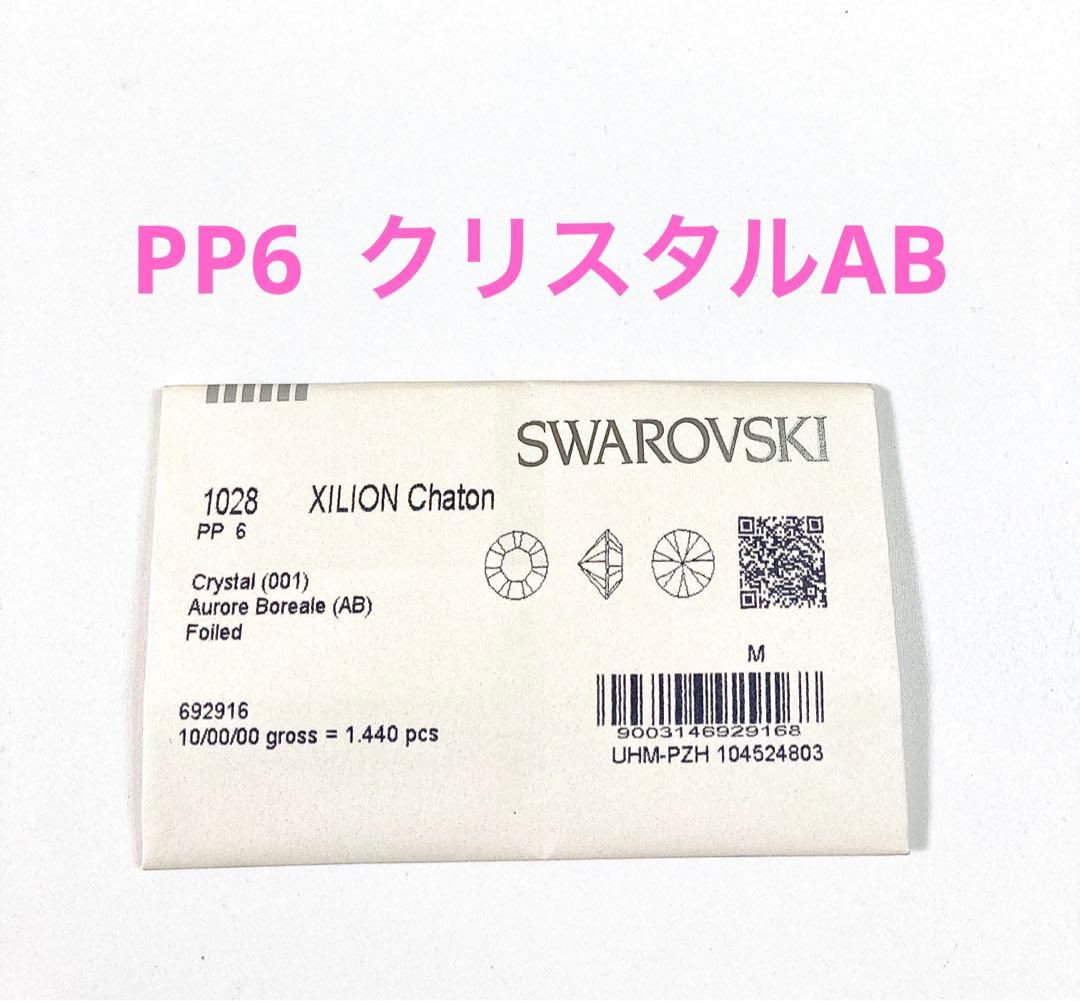 PP6 クリスタルAB
SWAROVSKI
1028 XILION Chaton
PP 6
Crystal (001)
Aurore Boreale (AB)
Foiled
M
692916
10/00/00 gross = 1.440 pcs
9003146929168
UHM-PZH 104524803